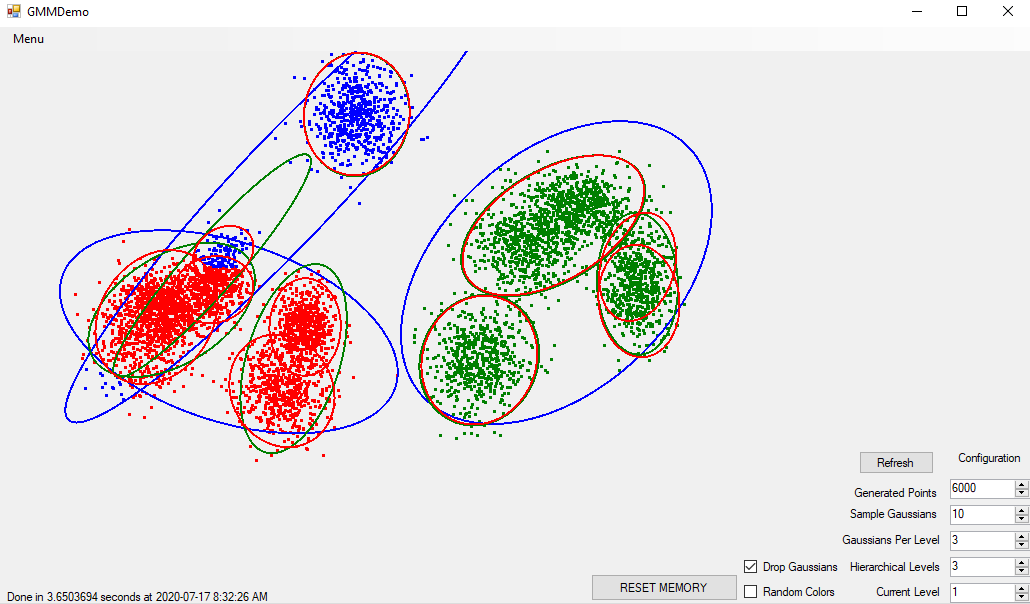 GMMDemo
Menu
Refresh
Configuration
Generated Points 6000
Sample Gaussians 10
Gaussians Per Level 3
Drop Gaussians Hierarchical Levels 3
RESET MEMORY Random Colors Current Level 1
Done in 3.6503694 seconds at 2020-07-17 8:32:26 AM